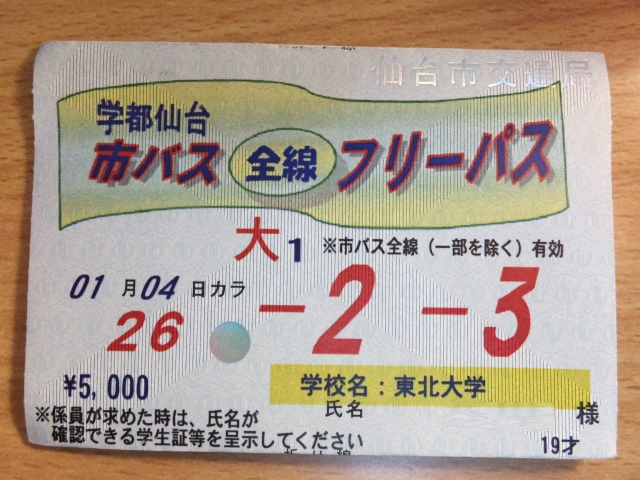 仙台市交通局
学都仙台
市バス 全線 フリーパス
大1 ※市バス全線（一部を除く）有効
01月04日カラ
26 -2-3
¥5,000
学校名：東北大学
氏名 様
※係員が求めた時は、氏名が
確認できる学生証等を呈示してください
19才